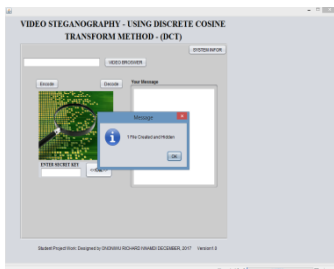 VIDEO STEGANOGRAPHY - USING DISCRETE COSINE
TRANSFORM METHOD - (DCT)
SYSTEM INFOR
VIDEO BROWSER
Encode
Decode
Your Message
Message
1 File Created and Hidden
OK
ENTER SECRET KEY
Student Project Work: Designed by ONONIWU RICHARD NNAMDI DECEMBER, 2017 Version1.0